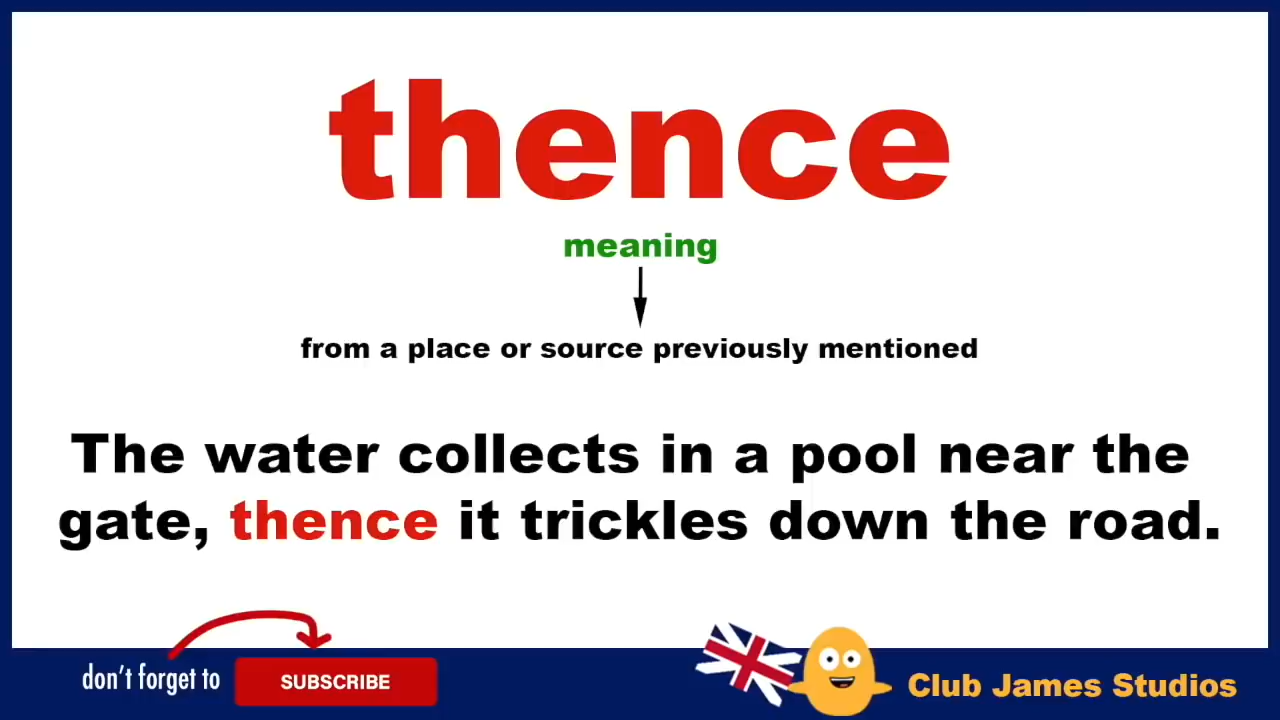 thence
meaning
from a place or source previously mentioned
The water collects in a pool near the
gate, thence it trickles down the road.
don't forget to SUBSCRIBE
Club James Studios